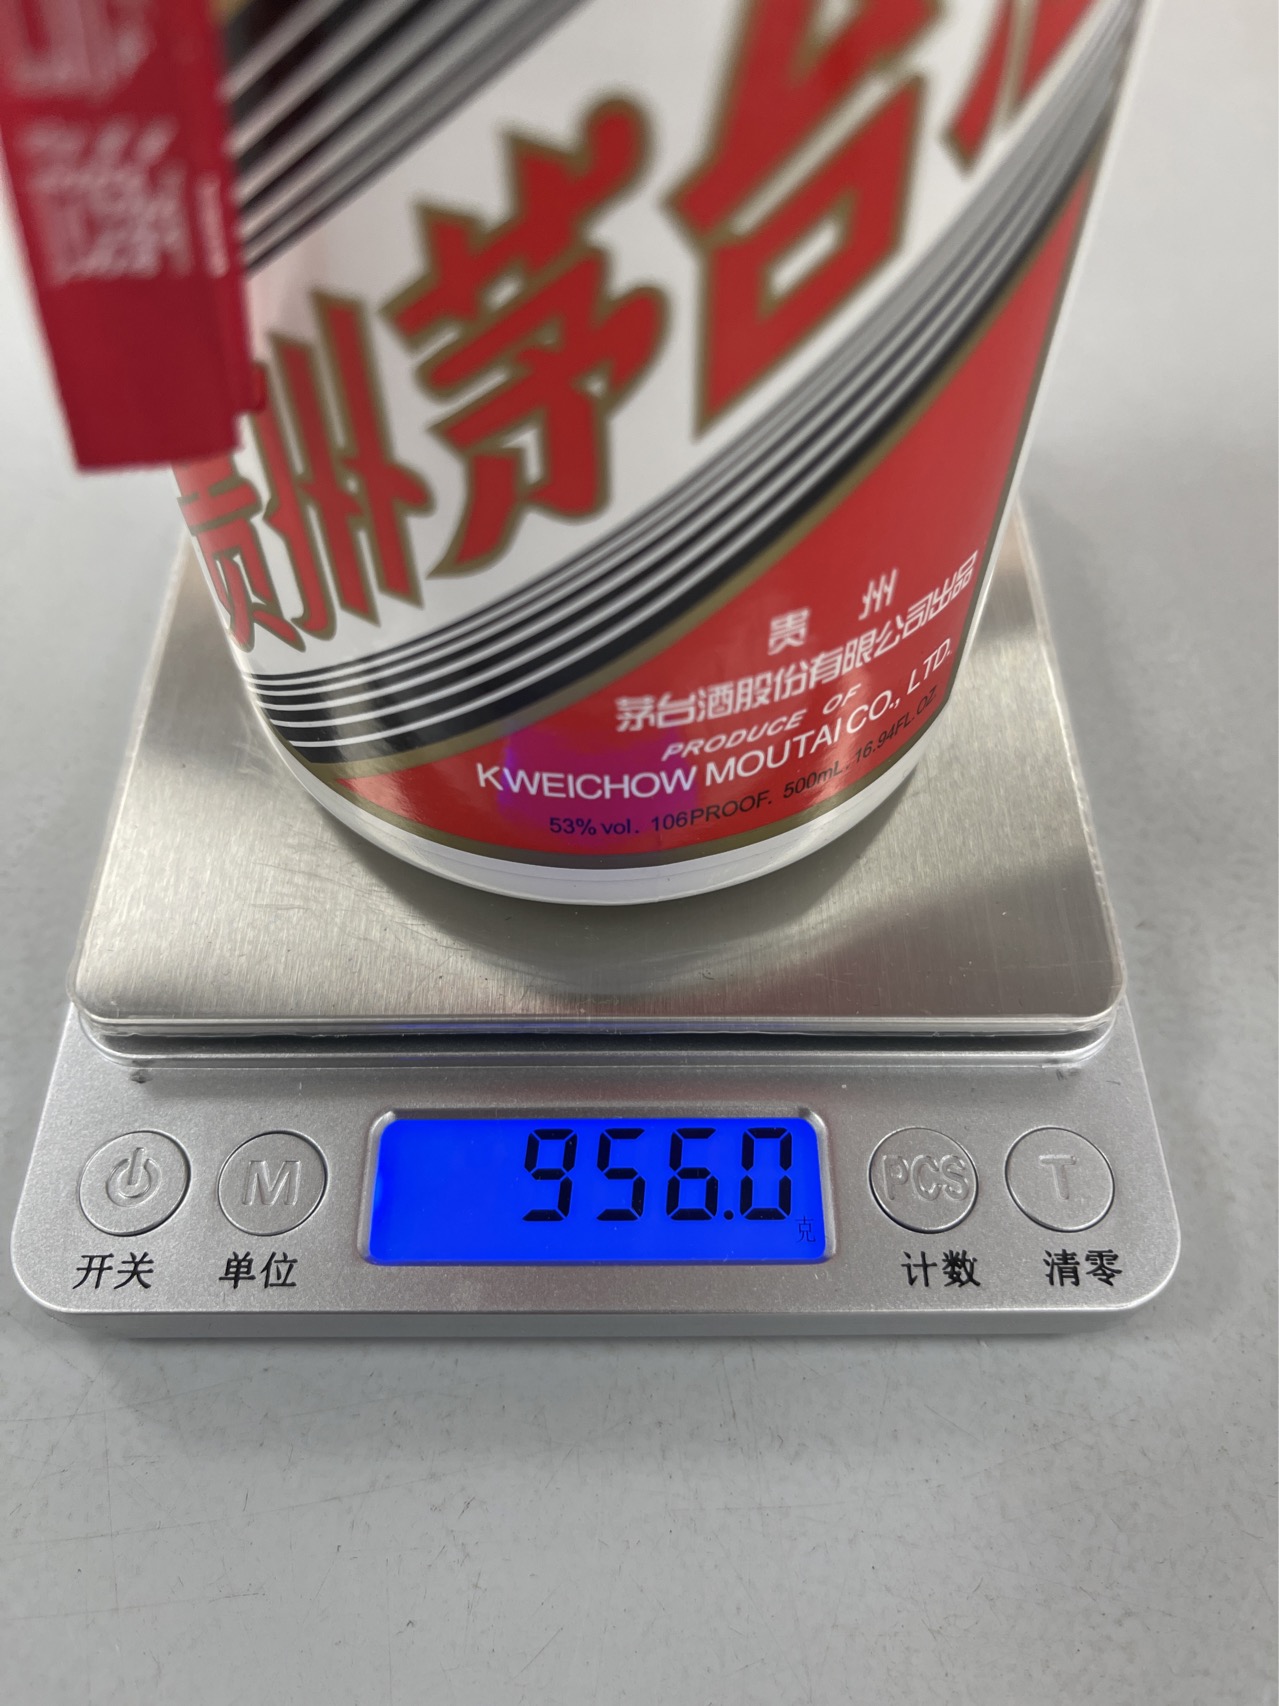 贵州茅台
贵州
茅台酒股份有限公司出品
PRODUCE OF
KWEICHOW MOUTAI CO., LTD.
53% vol. 106PROOF. 500mL. 16.94FL. OZ.
956.0
克
M
PCS
T
开关
单位
计数
清零